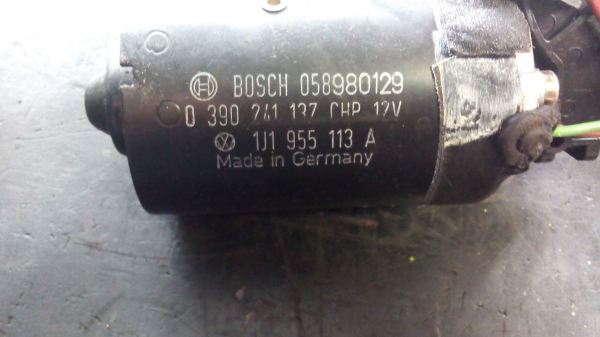 BOSCH 058980129
0 390 241 137 CHP 12V
1J1 955 113 A
Made in Germany